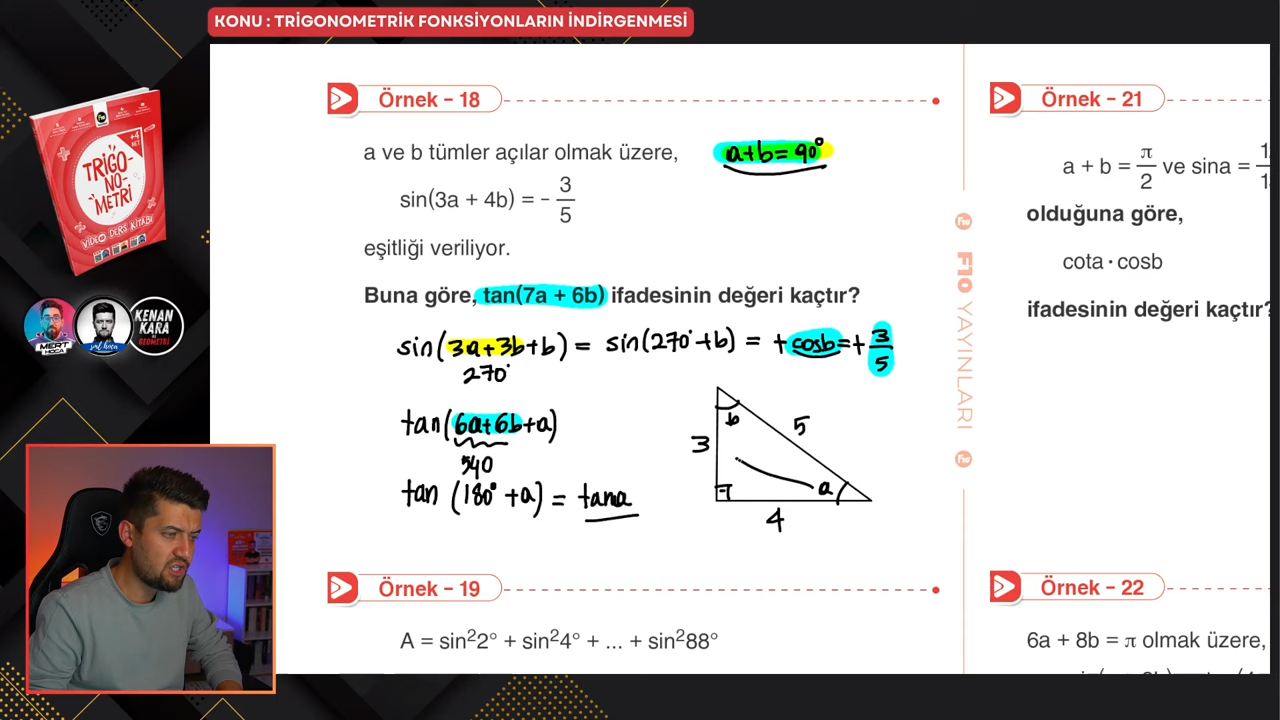 KONU : TRİGONOMETRİK FONKSİYONLARIN İNDİRGENMESİ
+4 NET
TRİGO-
NO-
METRİ
VİDEO DERS KİTABI
MERT HOCA
KENAN KARA
GEOMETRİ
Örnek – 18
a ve b tümler açılar olmak üzere,
a+b = 90°
sin(3a + 4b) = - 3/5
eşitliği veriliyor.
Buna göre, tan(7a + 6b) ifadesinin değeri kaçtır?
sin(3a+3b+b) = sin(270°+b) = +cosb = + 3/5
270°
tan(6a+6b+a)
540
tan (180° +a) = tana
b
5
3
a
4
Örnek – 19
A = sin²2° + sin²4° + ... + sin²88°
F10 YAYINLARI
Örnek – 21
a + b = π/2 ve sina =
olduğuna göre,
cota · cosb
ifadesinin değeri kaçtır?
Örnek – 22
6a + 8b = π olmak üzere,